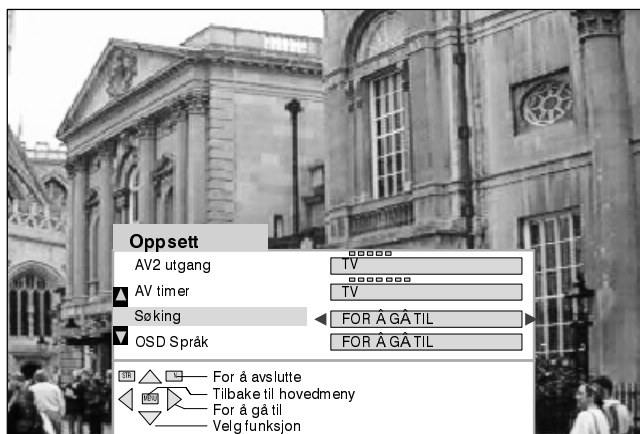 Oppsett
AV2 utgang TV
AV timer TV
Søking FOR Å GÅ TIL
OSD Språk FOR Å GÅ TIL
STR N For å avslutte
MENU Tilbake til hovedmeny
For å gå til
Velg funksjon